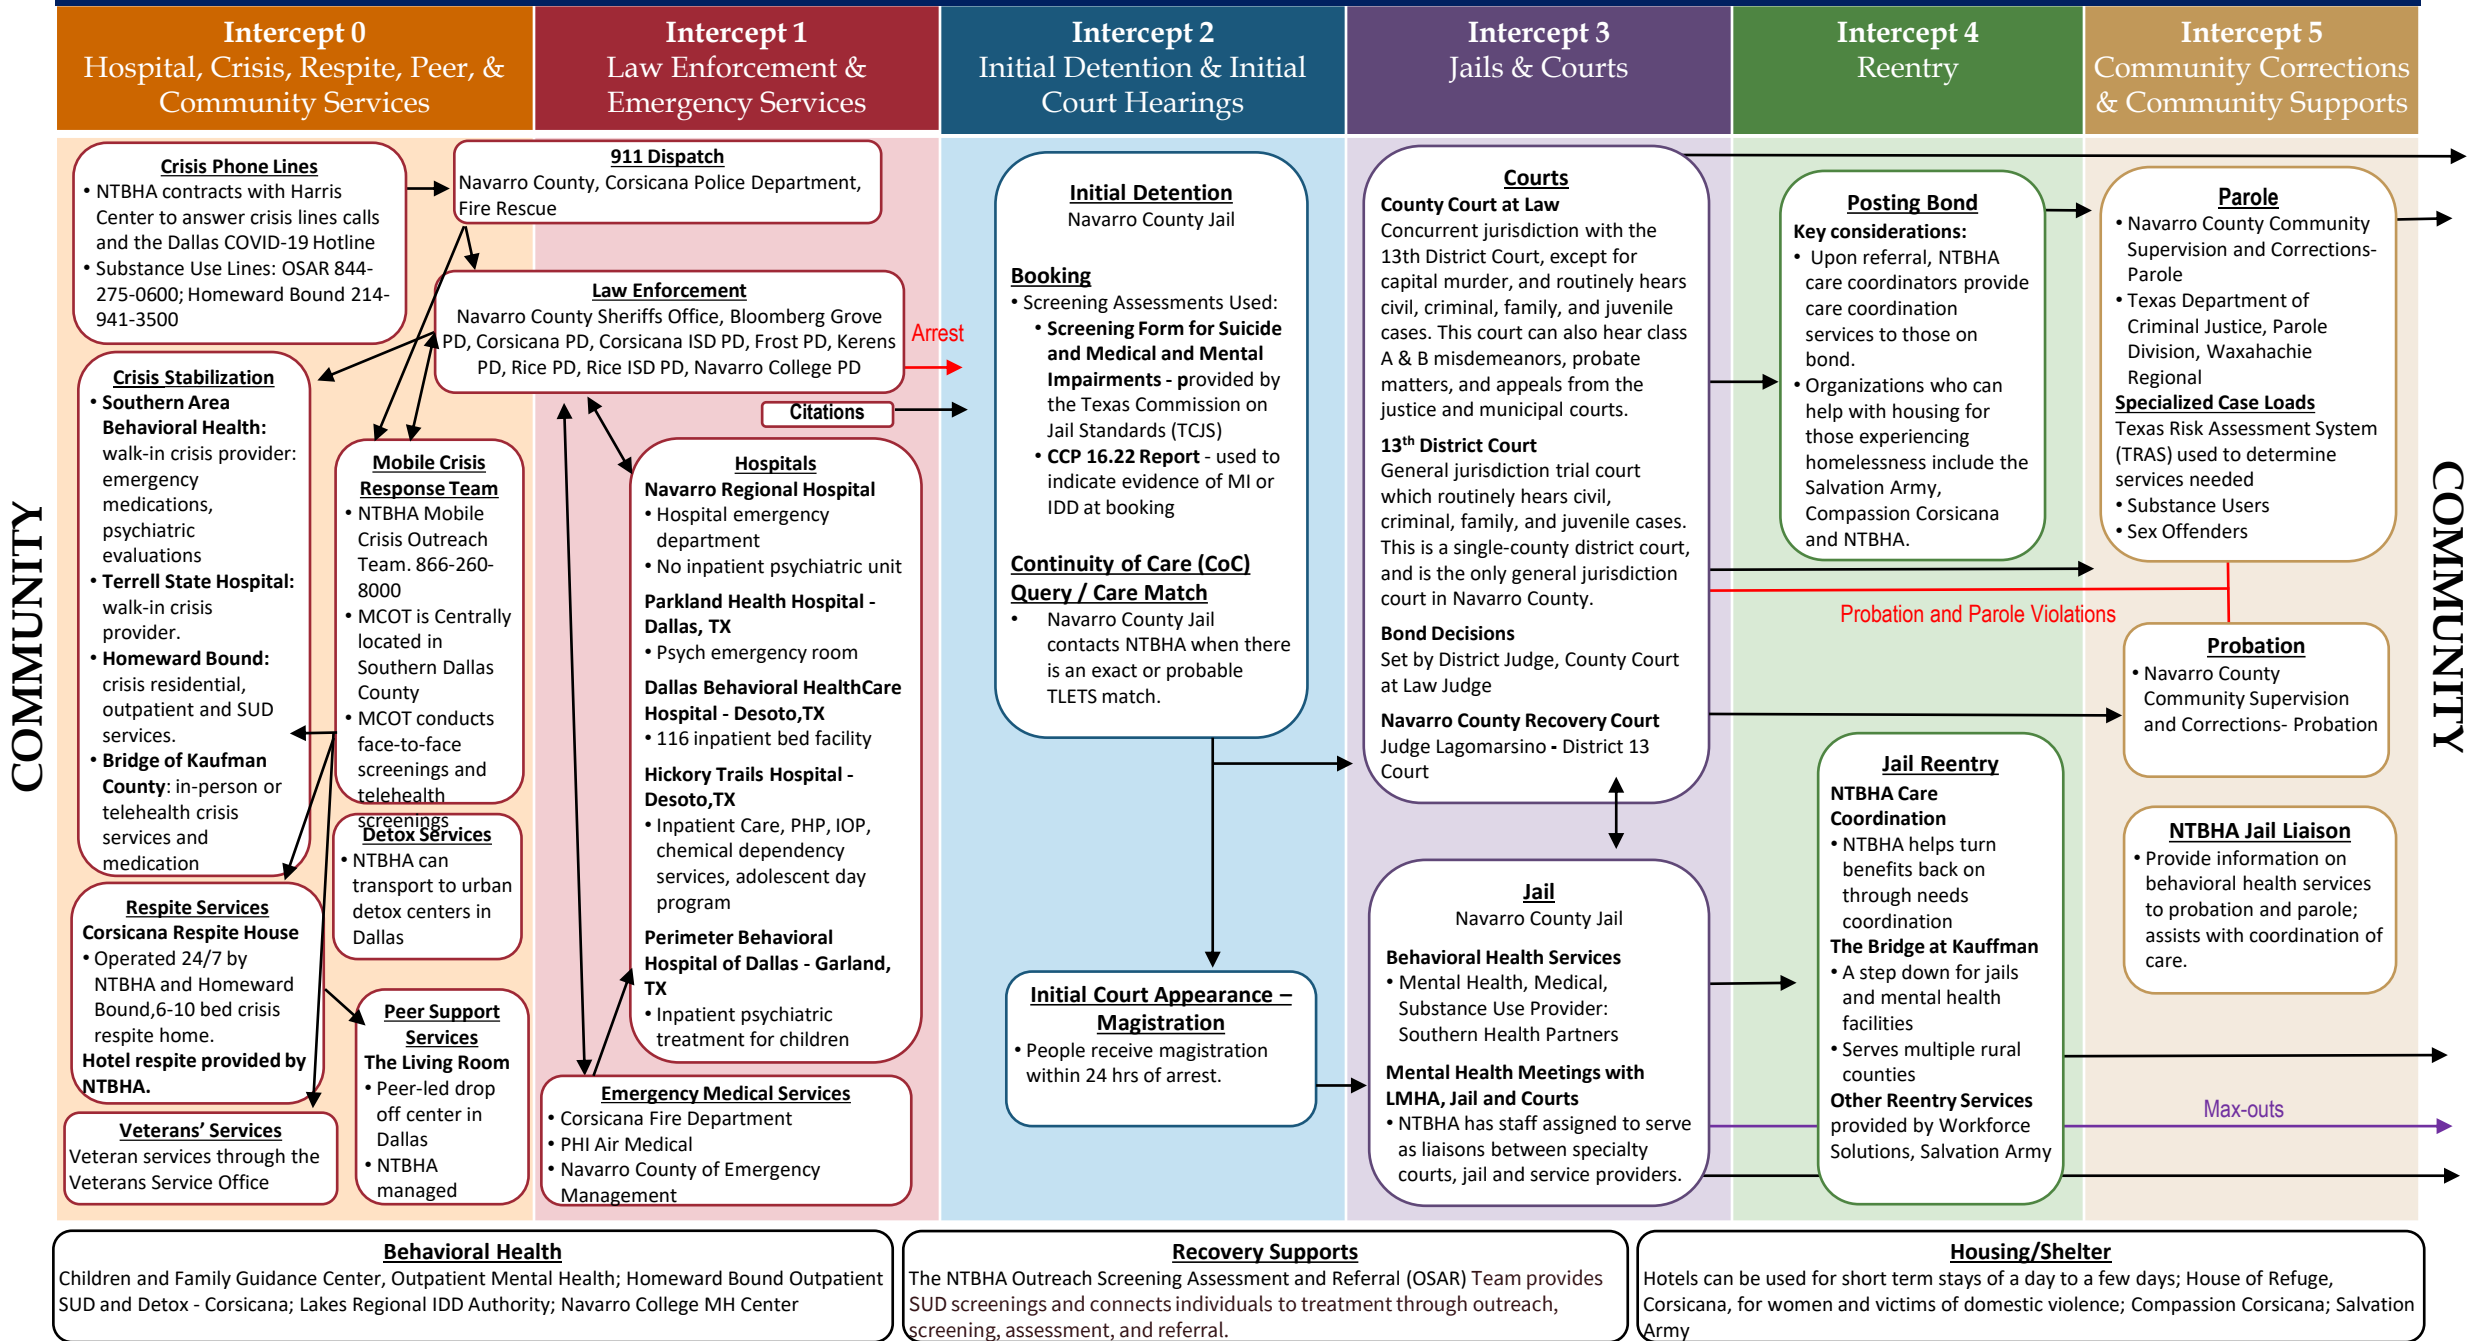 Intercept 0
Hospital, Crisis, Respite, Peer, &
Community Services
Intercept 1
Law Enforcement &
Emergency Services
Intercept 2
Initial Detention & Initial
Court Hearings
Intercept 3
Jails & Courts
Intercept 4
Reentry
Intercept 5
Community Corrections
& Community Supports
COMMUNITY
Crisis Phone Lines
• NTBHA contracts with Harris
Center to answer crisis lines calls
and the Dallas COVID-19 Hotline
• Substance Use Lines: OSAR 844-
275-0600; Homeward Bound 214-
941-3500
Crisis Stabilization
• Southern Area
Behavioral Health:
walk-in crisis provider:
emergency
medications,
psychiatric
evaluations
• Terrell State Hospital:
walk-in crisis
provider.
• Homeward Bound:
crisis residential,
outpatient and SUD
services.
• Bridge of Kaufman
County: in-person or
telehealth crisis
services and
medication
Mobile Crisis
Response Team
• NTBHA Mobile
Crisis Outreach
Team. 866-260-
8000
• MCOT is Centrally
located in
Southern Dallas
County
• MCOT conducts
face-to-face
screenings and
telehealth
screenings
Detox Services
• NTBHA can
transport to urban
detox centers in
Dallas
Respite Services
Corsicana Respite House
• Operated 24/7 by
NTBHA and Homeward
Bound,6-10 bed crisis
respite home.
Hotel respite provided by
NTBHA.
Peer Support
Services
The Living Room
• Peer-led drop
off center in
Dallas
• NTBHA
managed
Veterans' Services
Veteran services through the
Veterans Service Office
911 Dispatch
Navarro County, Corsicana Police Department,
Fire Rescue
Law Enforcement
Navarro County Sheriffs Office, Bloomberg Grove
PD, Corsicana PD, Corsicana ISD PD, Frost PD, Kerens
PD, Rice PD, Rice ISD PD, Navarro College PD
Arrest
Citations
Hospitals
Navarro Regional Hospital
• Hospital emergency
department
• No inpatient psychiatric unit
Parkland Health Hospital -
Dallas, TX
• Psych emergency room
Dallas Behavioral HealthCare
Hospital - Desoto,TX
• 116 inpatient bed facility
Hickory Trails Hospital -
Desoto,TX
• Inpatient Care, PHP, IOP,
chemical dependency
services, adolescent day
program
Perimeter Behavioral
Hospital of Dallas - Garland,
TX
• Inpatient psychiatric
treatment for children
Emergency Medical Services
• Corsicana Fire Department
• PHI Air Medical
• Navarro County of Emergency
Management
Initial Detention
Navarro County Jail
Booking
• Screening Assessments Used:
• Screening Form for Suicide
and Medical and Mental
Impairments - provided by
the Texas Commission on
Jail Standards (TCJS)
• CCP 16.22 Report - used to
indicate evidence of MI or
IDD at booking
Continuity of Care (CoC)
Query / Care Match
• Navarro County Jail
contacts NTBHA when there
is an exact or probable
TLETS match.
Initial Court Appearance –
Magistration
• People receive magistration
within 24 hrs of arrest.
Courts
County Court at Law
Concurrent jurisdiction with the
13th District Court, except for
capital murder, and routinely hears
civil, criminal, family, and juvenile
cases. This court can also hear class
A & B misdemeanors, probate
matters, and appeals from the
justice and municipal courts.
13th District Court
General jurisdiction trial court
which routinely hears civil,
criminal, family, and juvenile cases.
This is a single-county district court,
and is the only general jurisdiction
court in Navarro County.
Bond Decisions
Set by District Judge, County Court
at Law Judge
Navarro County Recovery Court
Judge Lagomarsino - District 13
Court
Jail
Navarro County Jail
Behavioral Health Services
• Mental Health, Medical,
Substance Use Provider:
Southern Health Partners
Mental Health Meetings with
LMHA, Jail and Courts
• NTBHA has staff assigned to serve
as liaisons between specialty
courts, jail and service providers.
Posting Bond
Key considerations:
• Upon referral, NTBHA
care coordinators provide
care coordination
services to those on
bond.
• Organizations who can
help with housing for
those experiencing
homelessness include the
Salvation Army,
Compassion Corsicana
and NTBHA.
Probation and Parole Violations
Jail Reentry
NTBHA Care
Coordination
• NTBHA helps turn
benefits back on
through needs
coordination
The Bridge at Kauffman
• A step down for jails
and mental health
facilities
• Serves multiple rural
counties
Other Reentry Services
provided by Workforce
Solutions, Salvation Army
Parole
• Navarro County Community
Supervision and Corrections-
Parole
• Texas Department of
Criminal Justice, Parole
Division, Waxahachie
Regional
Specialized Case Loads
Texas Risk Assessment System
(TRAS) used to determine
services needed
• Substance Users
• Sex Offenders
Probation
• Navarro County
Community Supervision
and Corrections- Probation
NTBHA Jail Liaison
• Provide information on
behavioral health services
to probation and parole;
assists with coordination of
care.
Max-outs
COMMUNITY
Behavioral Health
Children and Family Guidance Center, Outpatient Mental Health; Homeward Bound Outpatient
SUD and Detox - Corsicana; Lakes Regional IDD Authority; Navarro College MH Center
Recovery Supports
The NTBHA Outreach Screening Assessment and Referral (OSAR) Team provides
SUD screenings and connects individuals to treatment through outreach,
screening, assessment, and referral.
Housing/Shelter
Hotels can be used for short term stays of a day to a few days; House of Refuge,
Corsicana, for women and victims of domestic violence; Compassion Corsicana; Salvation
Army